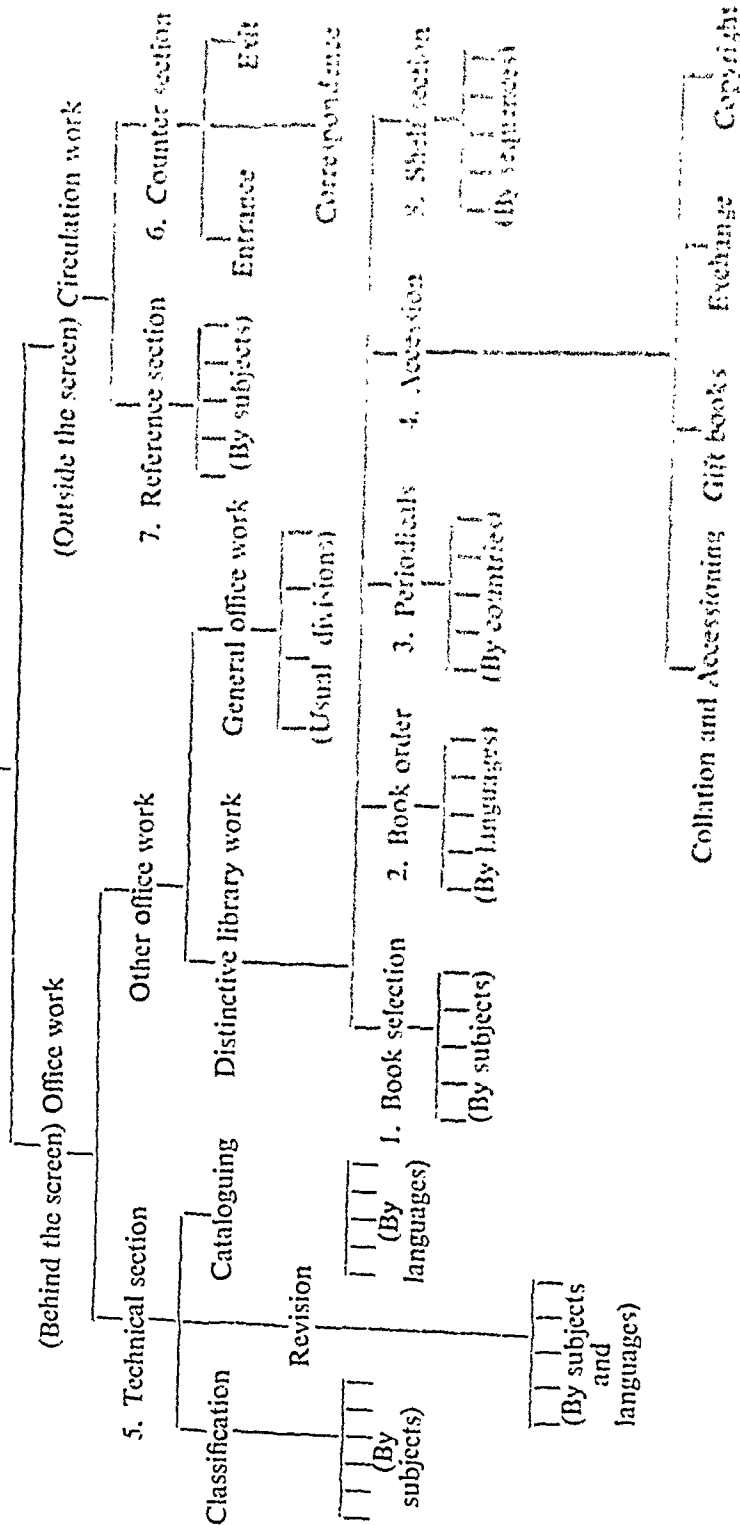 (Behind the screen) Office work
(Outside the screen) Circulation work
5. Technical section
Other office work
7. Reference section
6. Counter section
Classification
Cataloguing
Distinctive library work
General office work
(By subjects)
Entrance
Exit
Revision
(Usual divisions)
Correspondence
(By
subjects)
(By
languages)
1. Book selection
2. Book order
3. Periodicals
4. Accession
8. Shelf section
(By subjects)
(By languages)
(By countried)
(By sequences)
(By subjects
and
languages)
Collation and Accessioning
Gift books
Exchange
Copyright